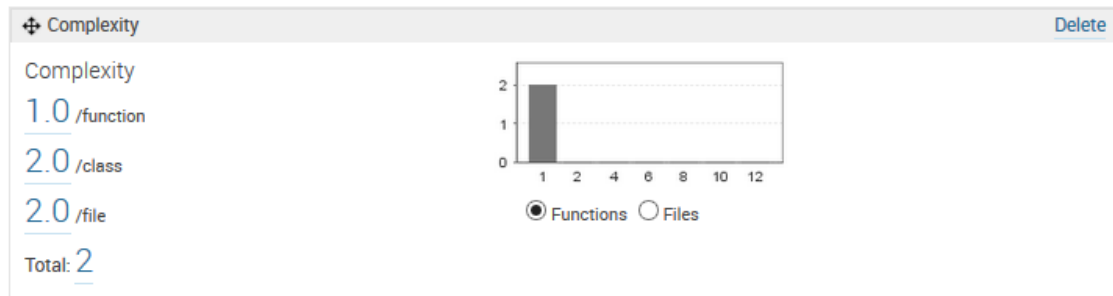 Complexity Delete
Complexity
1.0 /function
2.0 /class
2.0 /file
Total: 2
2
1
0
1 2 4 6 8 10 12
Functions Files